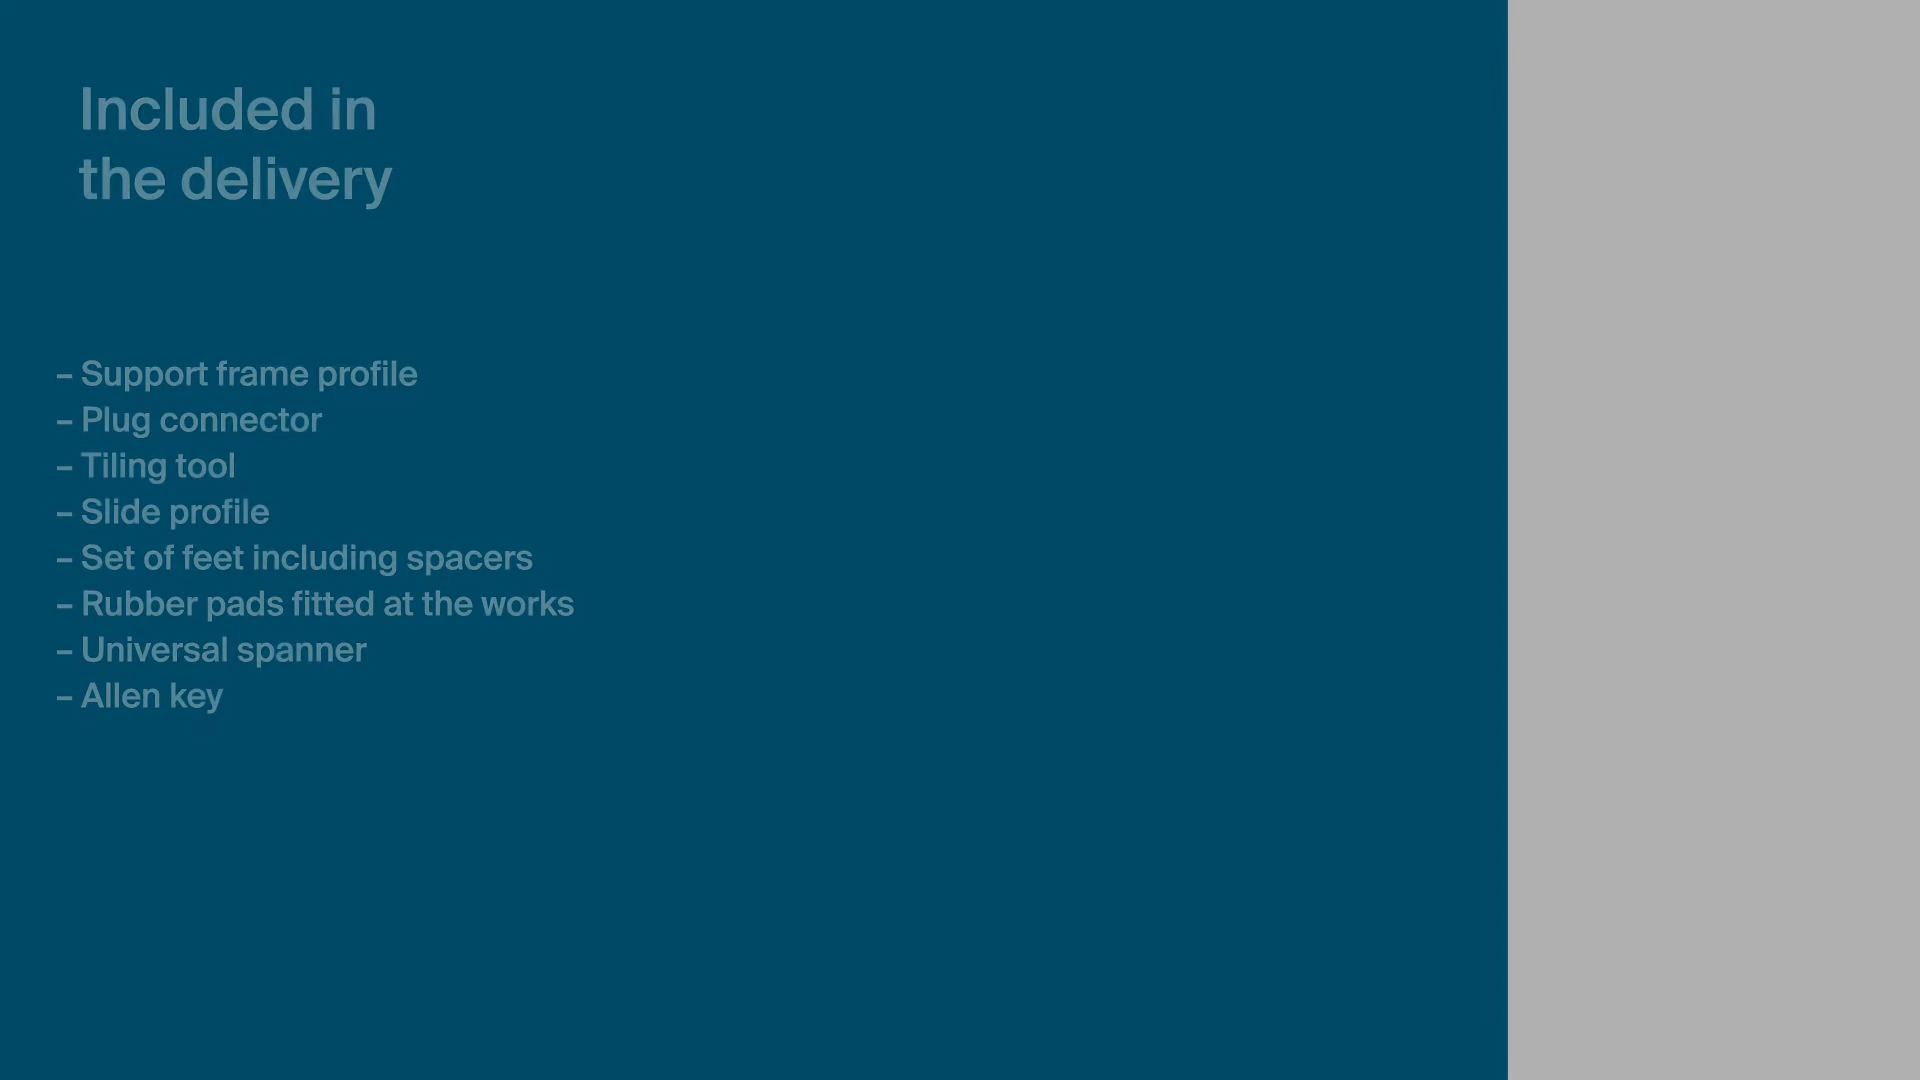 Included in
the delivery
– Support frame profile
– Plug connector
– Tiling tool
– Slide profile
– Set of feet including spacers
– Rubber pads fitted at the works
– Universal spanner
– Allen key